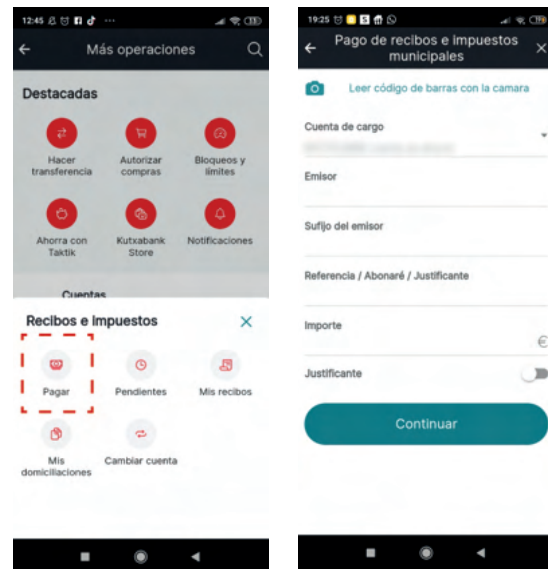 12:45
Más operaciones
Destacadas
Hacer transferencia
Autorizar compras
Bloqueos y límites
Ahorra con Taktik
Kutxabank Store
Notificaciones
Cuentas
Recibos e Impuestos
Pagar
Pendientes
Mis recibos
Mis domiciliaciones
Cambiar cuenta
19:25
Pago de recibos e impuestos
municipales
Leer código de barras con la camara
Cuenta de cargo
Emisor
Sufijo del emisor
Referencia / Abonaré / Justificante
Importe
€
Justificante
Continuar